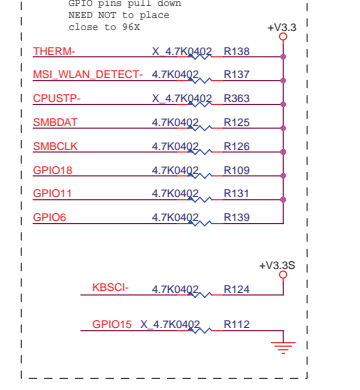 GPIO pins pull down
NEED NOT to place
close to 96X
+V3.3
THERM- X_4.7K0402 R138
MSI_WLAN_DETECT- 4.7K0402 R137
CPUSTP- X_4.7K0402 R363
SMBDAT 4.7K0402 R125
SMBCLK 4.7K0402 R126
GPIO18 4.7K0402 R109
GPIO11 4.7K0402 R131
GPIO6 4.7K0402 R139
+V3.3S
KBSCI- 4.7K0402 R124
GPIO15 X_4.7K0402 R112